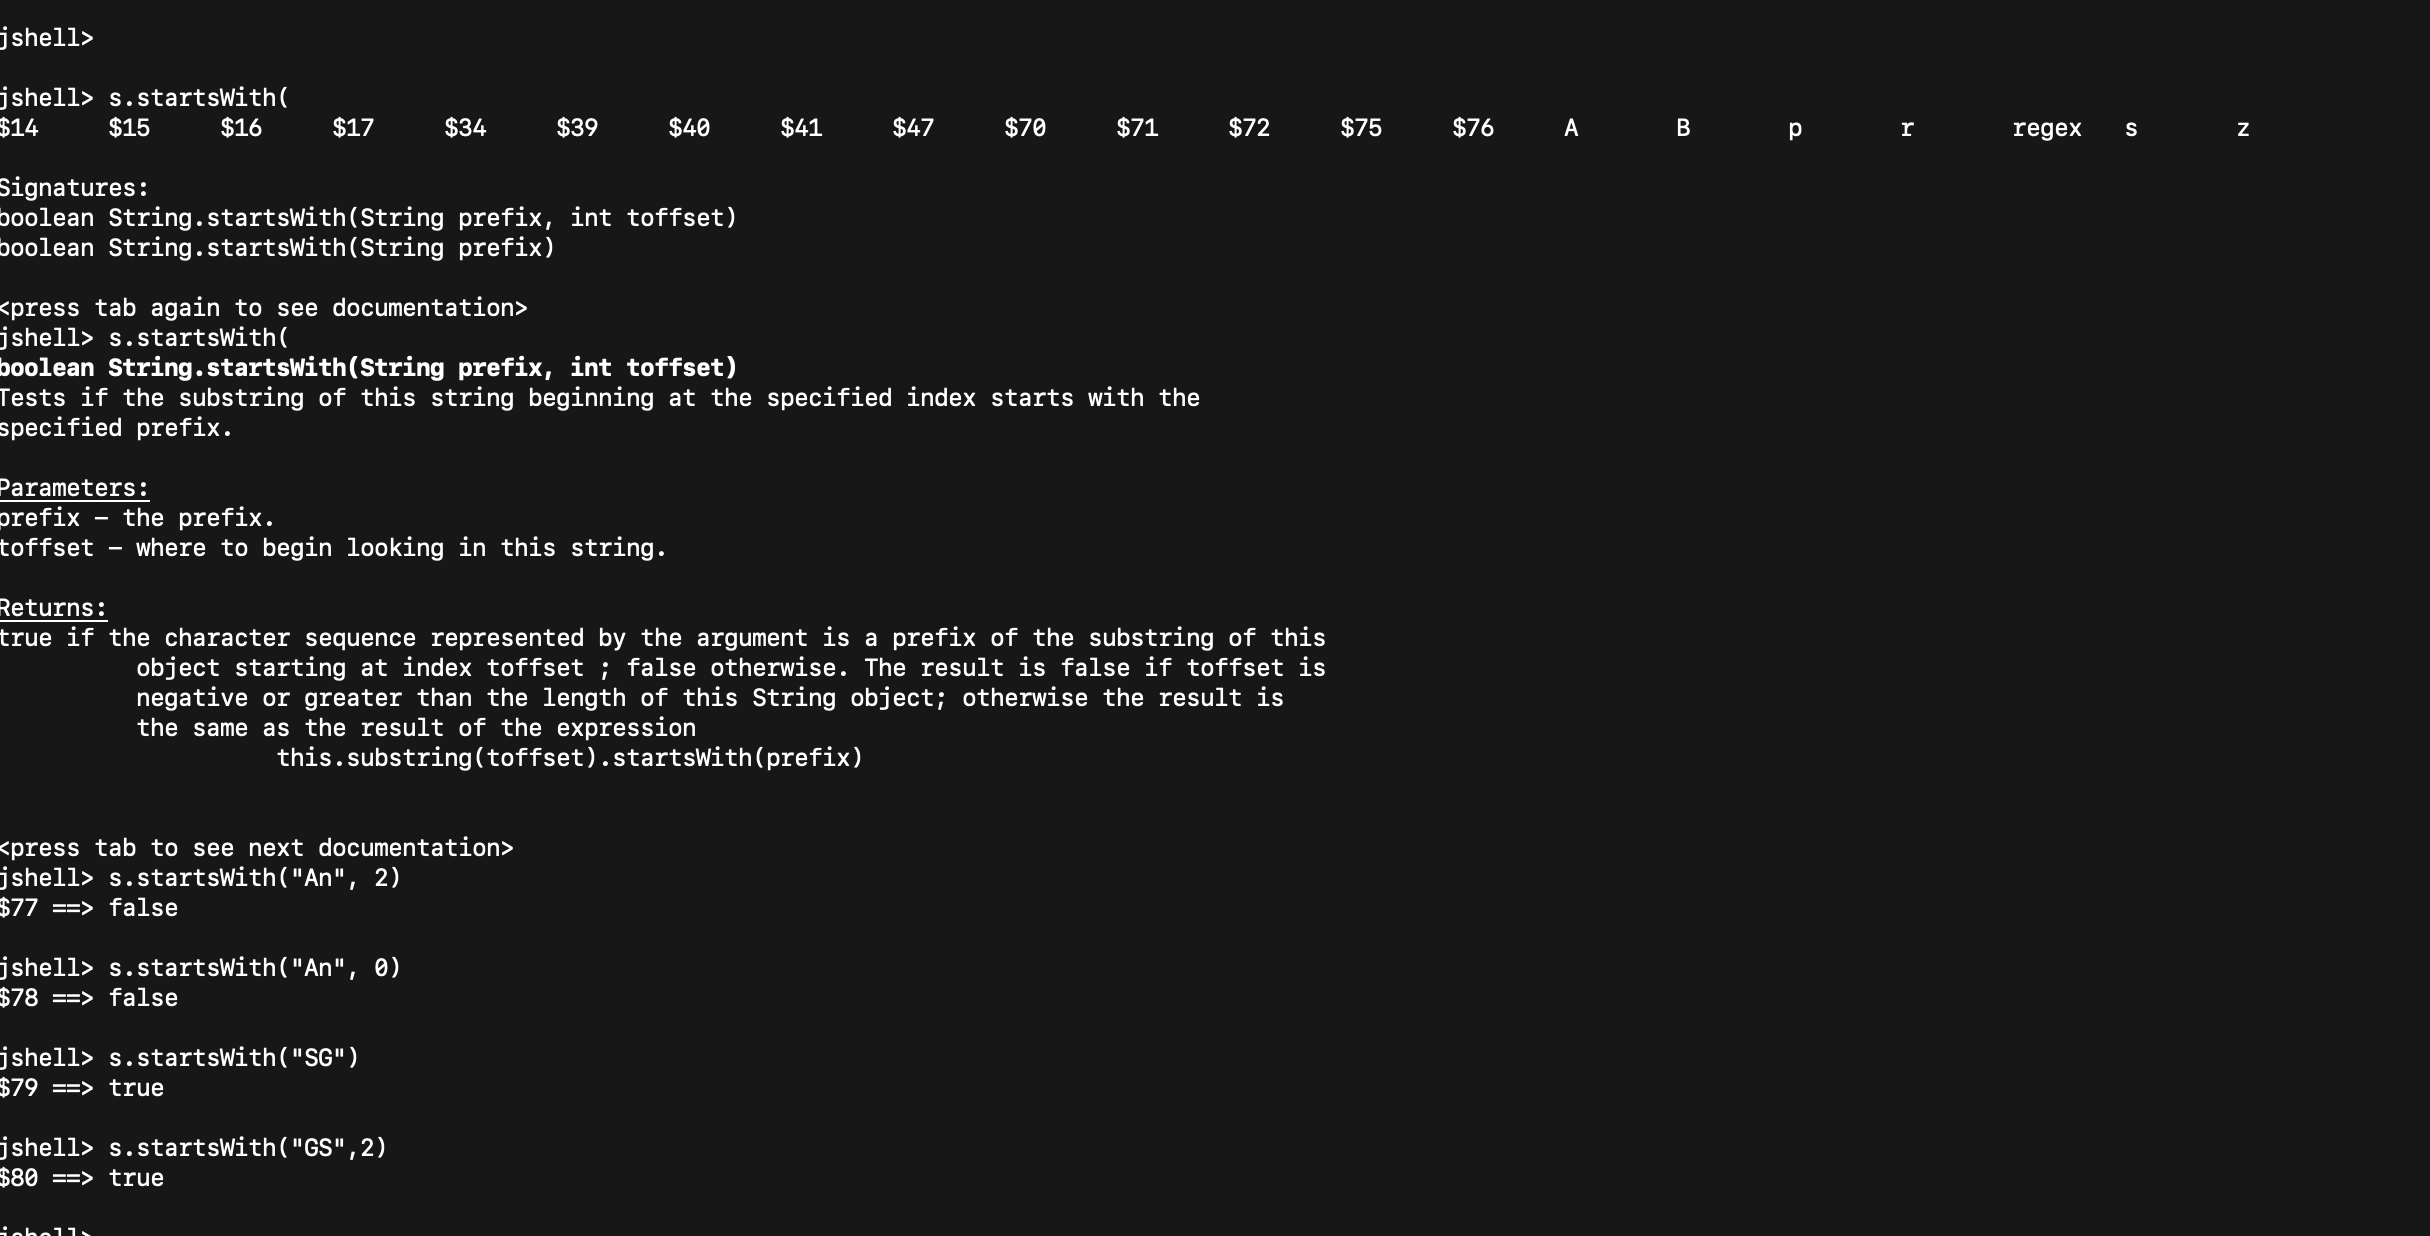 jshell>
jshell> s.startsWith(
$14 $15 $16 $17 $34 $39 $40 $41 $47 $70 $71 $72 $75 $76 A B p r regex s z
Signatures:
boolean String.startsWith(String prefix, int toffset)
boolean String.startsWith(String prefix)
<press tab again to see documentation>
jshell> s.startsWith(
boolean String.startsWith(String prefix, int toffset)
Tests if the substring of this string beginning at the specified index starts with the
specified prefix.
Parameters:
prefix – the prefix.
toffset – where to begin looking in this string.
Returns:
true if the character sequence represented by the argument is a prefix of the substring of this
object starting at index toffset ; false otherwise. The result is false if toffset is
negative or greater than the length of this String object; otherwise the result is
the same as the result of the expression
this.substring(toffset).startsWith(prefix)
<press tab to see next documentation>
jshell> s.startsWith("An", 2)
$77 ==> false
jshell> s.startsWith("An", 0)
$78 ==> false
jshell> s.startsWith("SG")
$79 ==> true
jshell> s.startsWith("GS",2)
$80 ==> true
jshell>